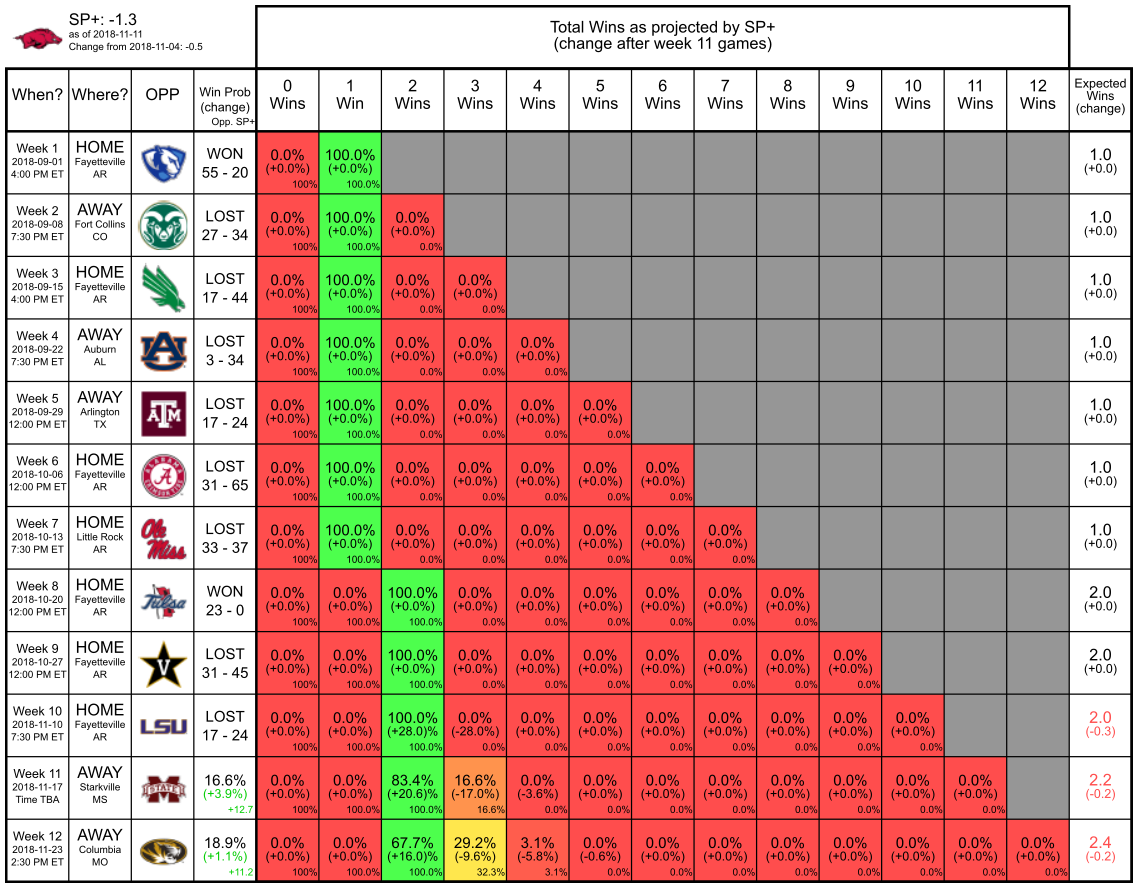 SP+: -1.3
as of 2018-11-11
Change from 2018-11-04: -0.5
Total Wins as projected by SP+
(change after week 11 games)
When? Where? OPP Win Prob (change) Opp. SP+ 0 Wins 1 Win 2 Wins 3 Wins 4 Wins 5 Wins 6 Wins 7 Wins 8 Wins 9 Wins 10 Wins 11 Wins 12 Wins Expected Wins (change)
Week 1 HOME WON 0.0% 100.0% 1.0
2018-09-01 Fayetteville (+0.0%) (+0.0%) (+0.0)
4:00 PM ET AR 55 - 20 100% 100.0%
Week 2 AWAY LOST 0.0% 100.0% 0.0% 1.0
2018-09-08 Fort Collins (+0.0%) (+0.0%) (+0.0%) (+0.0)
7:30 PM ET CO 27 - 34 100% 100.0% 0.0%
Week 3 HOME LOST 0.0% 100.0% 0.0% 0.0% 1.0
2018-09-15 Fayetteville (+0.0%) (+0.0%) (+0.0%) (+0.0%) (+0.0)
4:00 PM ET AR 17 - 44 100% 100.0% 0.0% 0.0%
Week 4 AWAY LOST 0.0% 100.0% 0.0% 0.0% 0.0% 1.0
2018-09-22 Auburn (+0.0%) (+0.0%) (+0.0%) (+0.0%) (+0.0%) (+0.0)
7:30 PM ET AL 3 - 34 100% 100.0% 0.0% 0.0% 0.0%
Week 5 AWAY LOST 0.0% 100.0% 0.0% 0.0% 0.0% 0.0% 1.0
2018-09-29 Arlington ATM (+0.0%) (+0.0%) (+0.0%) (+0.0%) (+0.0%) (+0.0%) (+0.0)
12:00 PM ET TX 17 - 24 100% 100.0% 0.0% 0.0% 0.0% 0.0%
Week 6 HOME ALABAMA LOST 0.0% 100.0% 0.0% 0.0% 0.0% 0.0% 0.0% 1.0
2018-10-06 Fayetteville A (+0.0%) (+0.0%) (+0.0%) (+0.0%) (+0.0%) (+0.0%) (+0.0%) (+0.0)
12:00 PM ET AR CRIMSON TIDE 31 - 65 100% 100.0% 0.0% 0.0% 0.0% 0.0% 0.0%
Week 7 HOME Ole LOST 0.0% 100.0% 0.0% 0.0% 0.0% 0.0% 0.0% 0.0% 1.0
2018-10-13 Little Rock Miss (+0.0%) (+0.0%) (+0.0%) (+0.0%) (+0.0%) (+0.0%) (+0.0%) (+0.0%) (+0.0)
7:30 PM ET AR 33 - 37 100% 100.0% 0.0% 0.0% 0.0% 0.0% 0.0% 0.0%
Week 8 HOME WON 0.0% 0.0% 100.0% 0.0% 0.0% 0.0% 0.0% 0.0% 0.0% 2.0
2018-10-20 Fayetteville Tulsa (+0.0%) (+0.0%) (+0.0%) (+0.0%) (+0.0%) (+0.0%) (+0.0%) (+0.0%) (+0.0%) (+0.0)
12:00 PM ET AR 23 - 0 100% 100.0% 100.0% 0.0% 0.0% 0.0% 0.0% 0.0% 0.0%
Week 9 HOME LOST 0.0% 0.0% 100.0% 0.0% 0.0% 0.0% 0.0% 0.0% 0.0% 0.0% 2.0
2018-10-27 Fayetteville V (+0.0%) (+0.0%) (+0.0%) (+0.0%) (+0.0%) (+0.0%) (+0.0%) (+0.0%) (+0.0%) (+0.0%) (+0.0)
12:00 PM ET AR 31 - 45 100% 100.0% 100.0% 0.0% 0.0% 0.0% 0.0% 0.0% 0.0% 0.0%
Week 10 HOME LOST 0.0% 0.0% 100.0% 0.0% 0.0% 0.0% 0.0% 0.0% 0.0% 0.0% 0.0% 2.0
2018-11-10 Fayetteville LSU (+0.0%) (+0.0%) (+28.0)% (-28.0%) (+0.0%) (+0.0%) (+0.0%) (+0.0%) (+0.0%) (+0.0%) (+0.0%) (-0.3)
7:30 PM ET AR 17 - 24 100% 100.0% 100.0% 0.0% 0.0% 0.0% 0.0% 0.0% 0.0% 0.0% 0.0%
Week 11 AWAY 16.6% 0.0% 0.0% 83.4% 16.6% 0.0% 0.0% 0.0% 0.0% 0.0% 0.0% 0.0% 0.0% 2.2
2018-11-17 Starkville STATE (+3.9%) (+0.0%) (+0.0%) (+20.6)% (-17.0%) (-3.6%) (+0.0%) (+0.0%) (+0.0%) (+0.0%) (+0.0%) (+0.0%) (+0.0%) (-0.2)
Time TBA MS +12.7 100% 100.0% 100.0% 16.6% 0.0% 0.0% 0.0% 0.0% 0.0% 0.0% 0.0% 0.0%
Week 12 AWAY 18.9% 0.0% 0.0% 67.7% 29.2% 3.1% 0.0% 0.0% 0.0% 0.0% 0.0% 0.0% 0.0% 0.0% 2.4
2018-11-23 Columbia (+1.1%) (+0.0%) (+0.0%) (+16.0)% (-9.6%) (-5.8%) (-0.6%) (+0.0%) (+0.0%) (+0.0%) (+0.0%) (+0.0%) (+0.0%) (+0.0%) (-0.2)
2:30 PM ET MO +11.2 100% 100.0% 100.0% 32.3% 3.1% 0.0% 0.0% 0.0% 0.0% 0.0% 0.0% 0.0% 0.0%